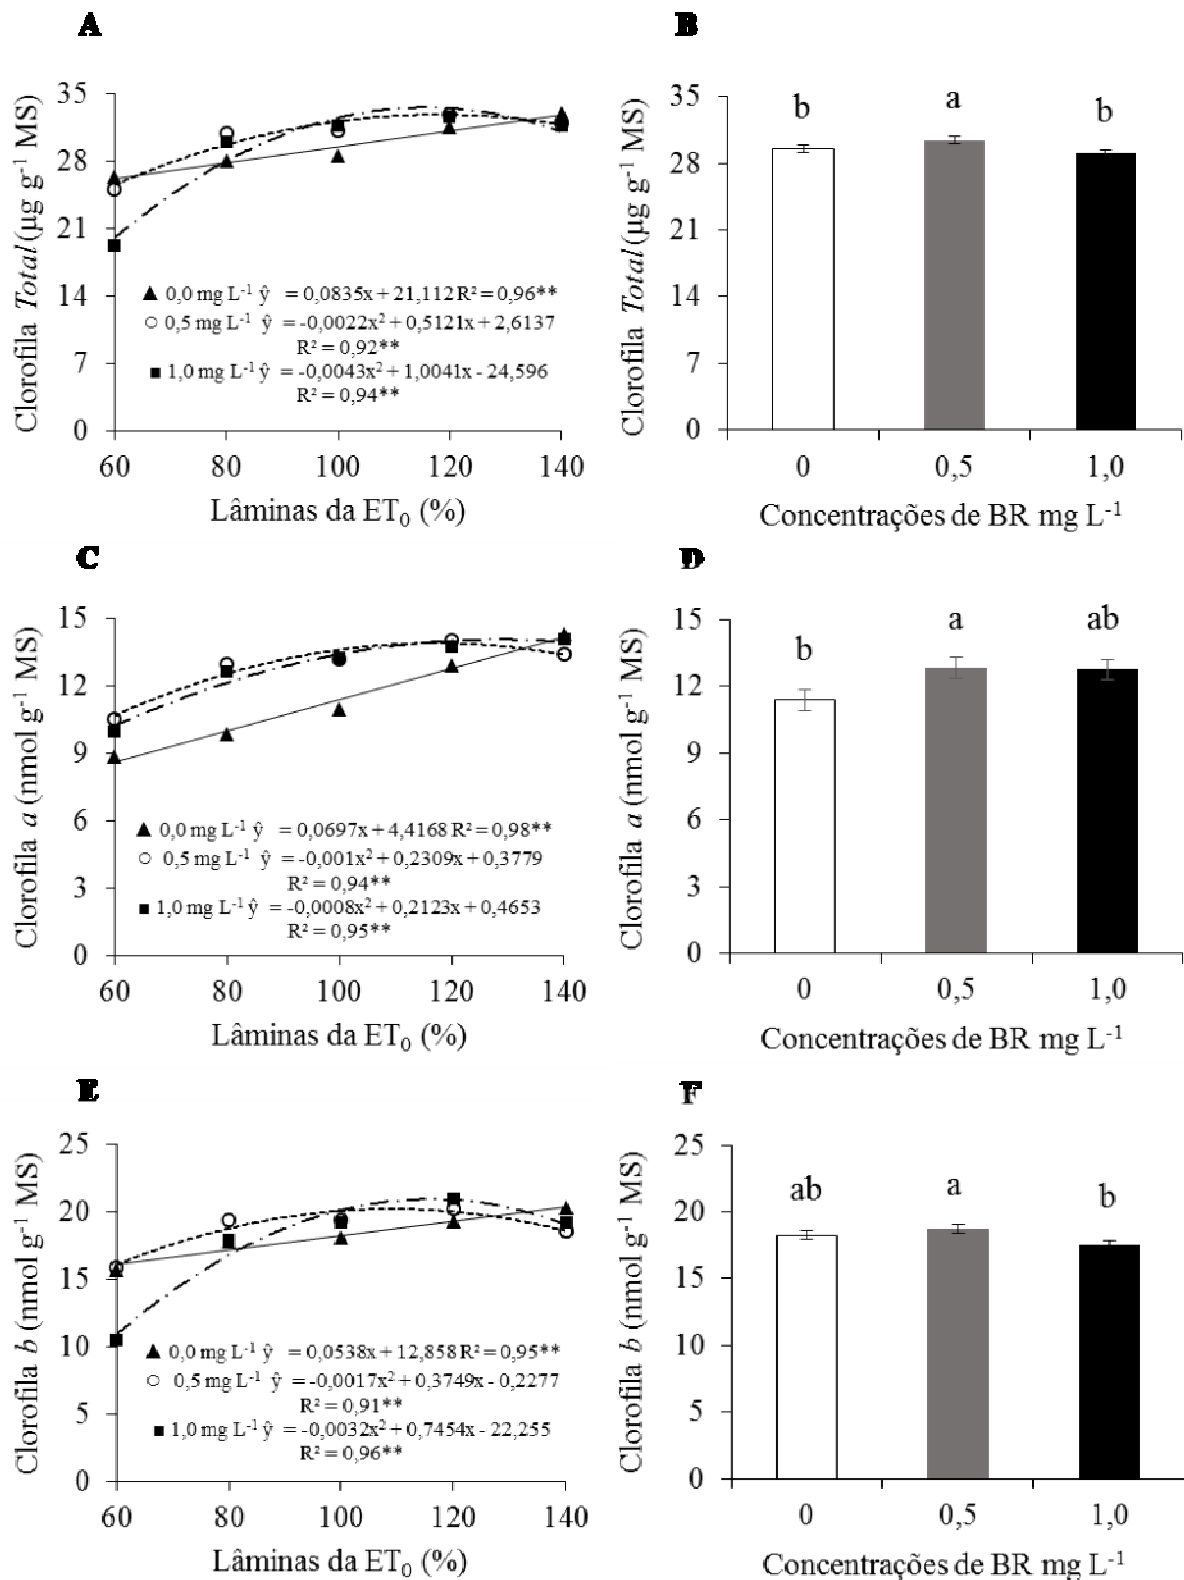 A
Clorofila Total (µg g⁻¹ MS)
35
28
21
14
7
0
▲ 0,0 mg L⁻¹ ŷ = 0,0835x + 21,112 R² = 0,96**
○ 0,5 mg L⁻¹ ŷ = -0,0022x² + 0,5121x + 2,6137
R² = 0,92**
■ 1,0 mg L⁻¹ ŷ = -0,0043x² + 1,0041x - 24,596
R² = 0,94**
60 80 100 120 140
Lâminas da ET₀ (%)
B
Clorofila Total (µg g⁻¹ MS)
35
28
21
14
7
0
b a b
0 0,5 1,0
Concentrações de BR mg L⁻¹
C
Clorofila a (nmol g⁻¹ MS)
15
12
9
6
3
0
▲ 0,0 mg L⁻¹ ŷ = 0,0697x + 4,4168 R² = 0,98**
○ 0,5 mg L⁻¹ ŷ = -0,001x² + 0,2309x + 0,3779
R² = 0,94**
■ 1,0 mg L⁻¹ ŷ = -0,0008x² + 0,2123x + 0,4653
R² = 0,95**
60 80 100 120 140
Lâminas da ET₀ (%)
D
Clorofila a (nmol g⁻¹ MS)
15
12
9
6
3
0
b a ab
0 0,5 1,0
Concentrações de BR mg L⁻¹
E
Clorofila b (nmol g⁻¹ MS)
25
20
15
10
5
0
▲ 0,0 mg L⁻¹ ŷ = 0,0538x + 12,858 R² = 0,95**
○ 0,5 mg L⁻¹ ŷ = -0,0017x² + 0,3749x - 0,2277
R² = 0,91**
■ 1,0 mg L⁻¹ ŷ = -0,0032x² + 0,7454x - 22,255
R² = 0,96**
60 80 100 120 140
Lâminas da ET₀ (%)
F
Clorofila b (nmol g⁻¹ MS)
25
20
15
10
5
0
ab a b
0 0,5 1,0
Concentrações de BR mg L⁻¹